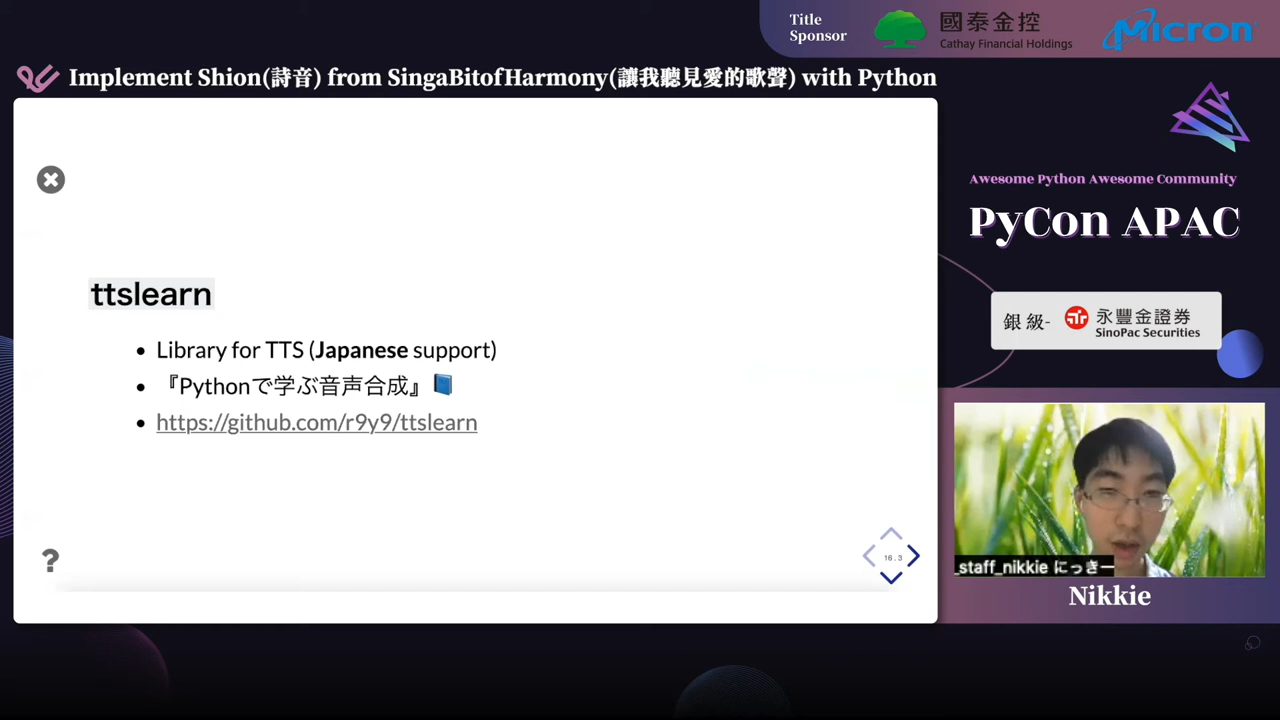 Title
Sponsor
國泰金控
Cathay Financial Holdings
Micron
Implement Shion(詩音) from SingaBitofHarmony(讓我聽見愛的歌聲) with Python
ttslearn
Library for TTS (Japanese support)
『Pythonで学ぶ音声合成』📘
https://github.com/r9y9/ttslearn
?
16.3
Awesome Python Awesome Community
PyCon APAC
銀級-
永豐金證券
SinoPac Securities
_staff_nikkie にっきー
Nikkie